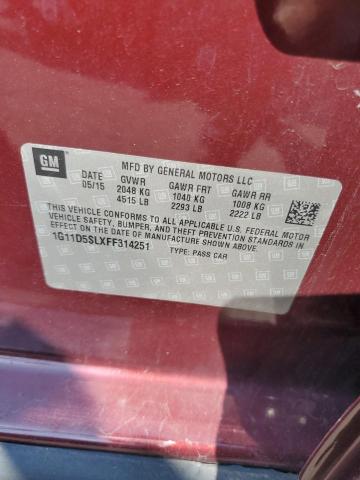 GM
MFD BY GENERAL MOTORS LLC
DATE GVWR GAWR FRT GAWR RR
05/15 2048 KG 1040 KG 1008 KG
4515 LB 2293 LB 2222 LB
THIS VEHICLE CONFORMS TO ALL APPLICABLE U.S. FEDERAL MOTOR
VEHICLE SAFETY, BUMPER, AND THEFT PREVENTION STANDARDS IN
EFFECT ON THE DATE OF MANUFACTURE SHOWN ABOVE.
1G11D5SLXFF314251
TYPE: PASS CAR